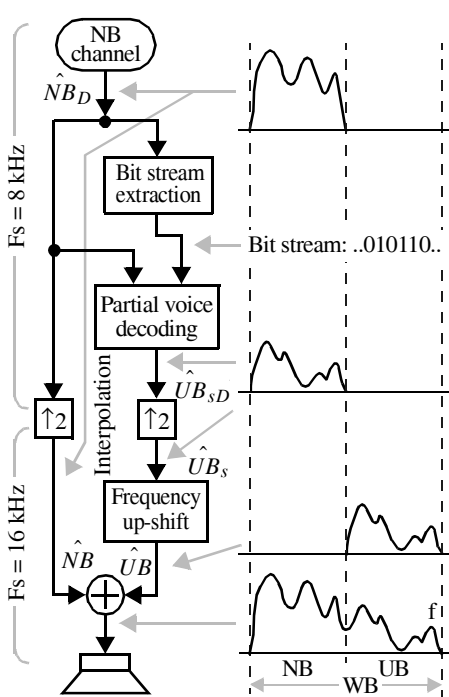 NB
channel
N̂B_D
Fs = 8 kHz
Bit stream
extraction
Bit stream: ..010110..
Partial voice
decoding
ÛB_sD
Interpolation
↑2
↑2
ÛB_s
Frequency
up-shift
Fs = 16 kHz
N̂B
ÛB
+
f
NB
UB
WB